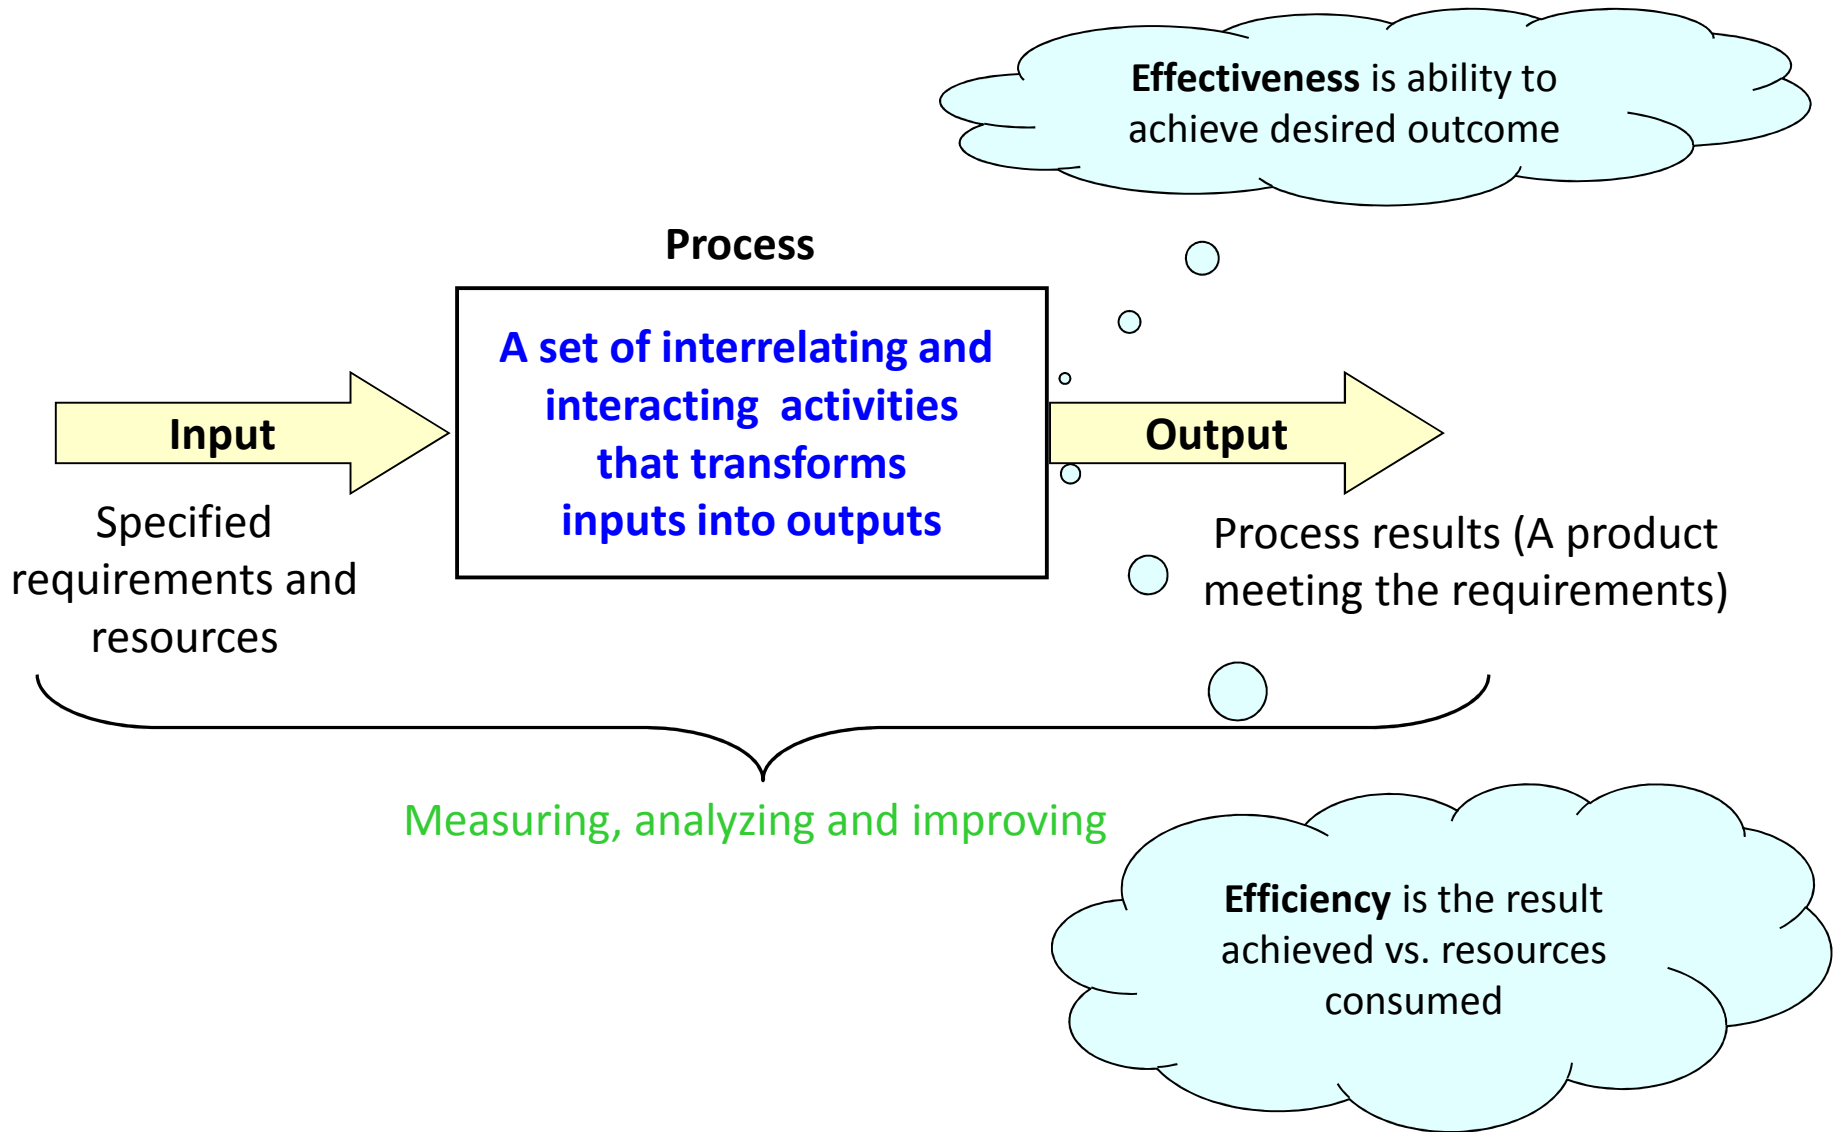 Effectiveness is ability to
achieve desired outcome
Process
A set of interrelating and
interacting  activities
that transforms
inputs into outputs
Input
Output
Specified
requirements and
resources
Process results (A product
meeting the requirements)
Measuring, analyzing and improving
Efficiency is the result
achieved vs. resources
consumed